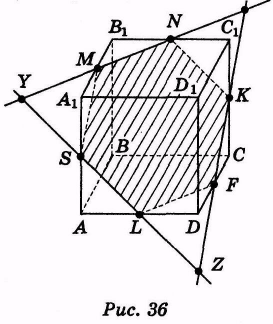 B₁ N C₁
M
Y D₁
A₁ K
S B C
F
A L D
Z
Рис. 36